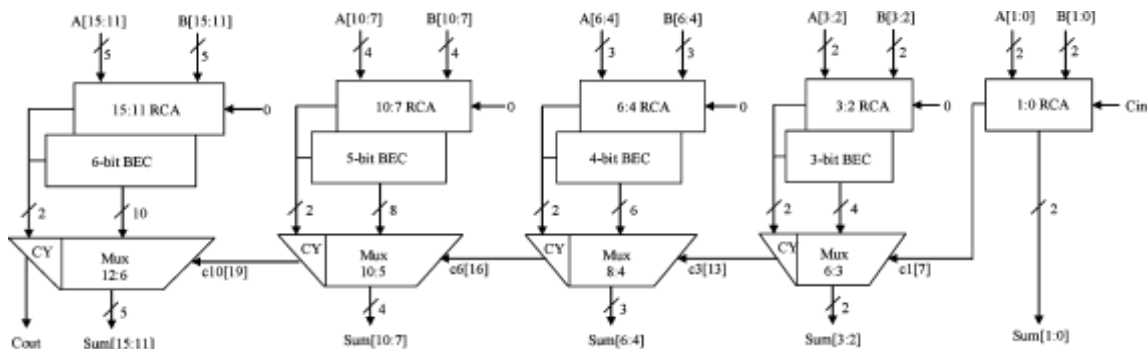 A[15:11] B[15:11] A[10:7] B[10:7] A[6:4] B[6:4] A[3:2] B[3:2] A[1:0] B[1:0]
5 5 4 4 3 3 2 2 2 2
15:11 RCA 0 10:7 RCA 0 6:4 RCA 0 3:2 RCA 0 1:0 RCA Cin
6-bit BEC 5-bit BEC 4-bit BEC 3-bit BEC
2 10 2 8 2 6 2 4 2
CY Mux CY Mux CY Mux CY Mux
12:6 c10[19] 10:5 c6[16] 8:4 c3[13] 6:3 c1[7]
5 4 3 2
Cout Sum[15:11] Sum[10:7] Sum[6:4] Sum[3:2] Sum[1:0]